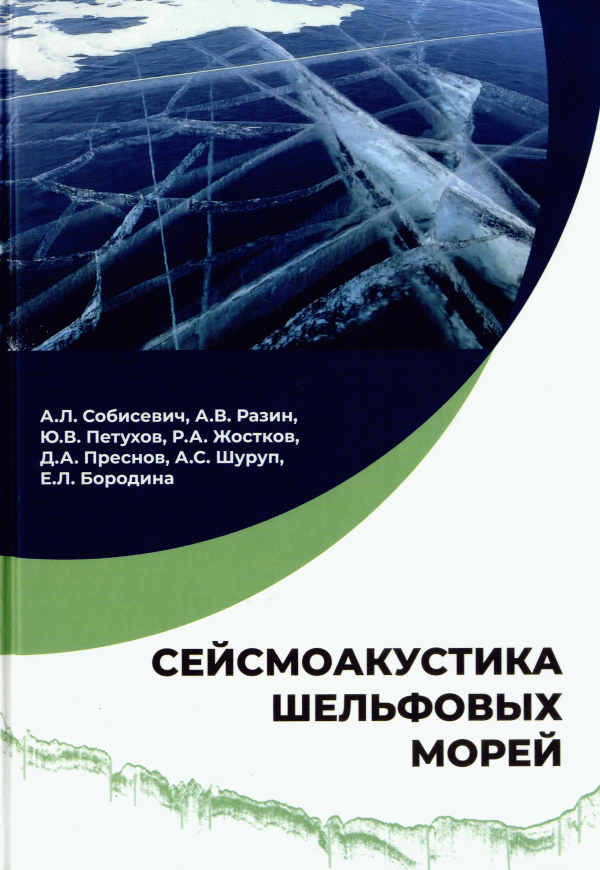 А.Л. Собисевич, А.В. Разин,
Ю.В. Петухов, Р.А. Жостков,
Д.А. Преснов, А.С. Шуруп,
Е.Л. Бородина
СЕЙСМОАКУСТИКА
ШЕЛЬФОВЫХ
МОРЕЙ